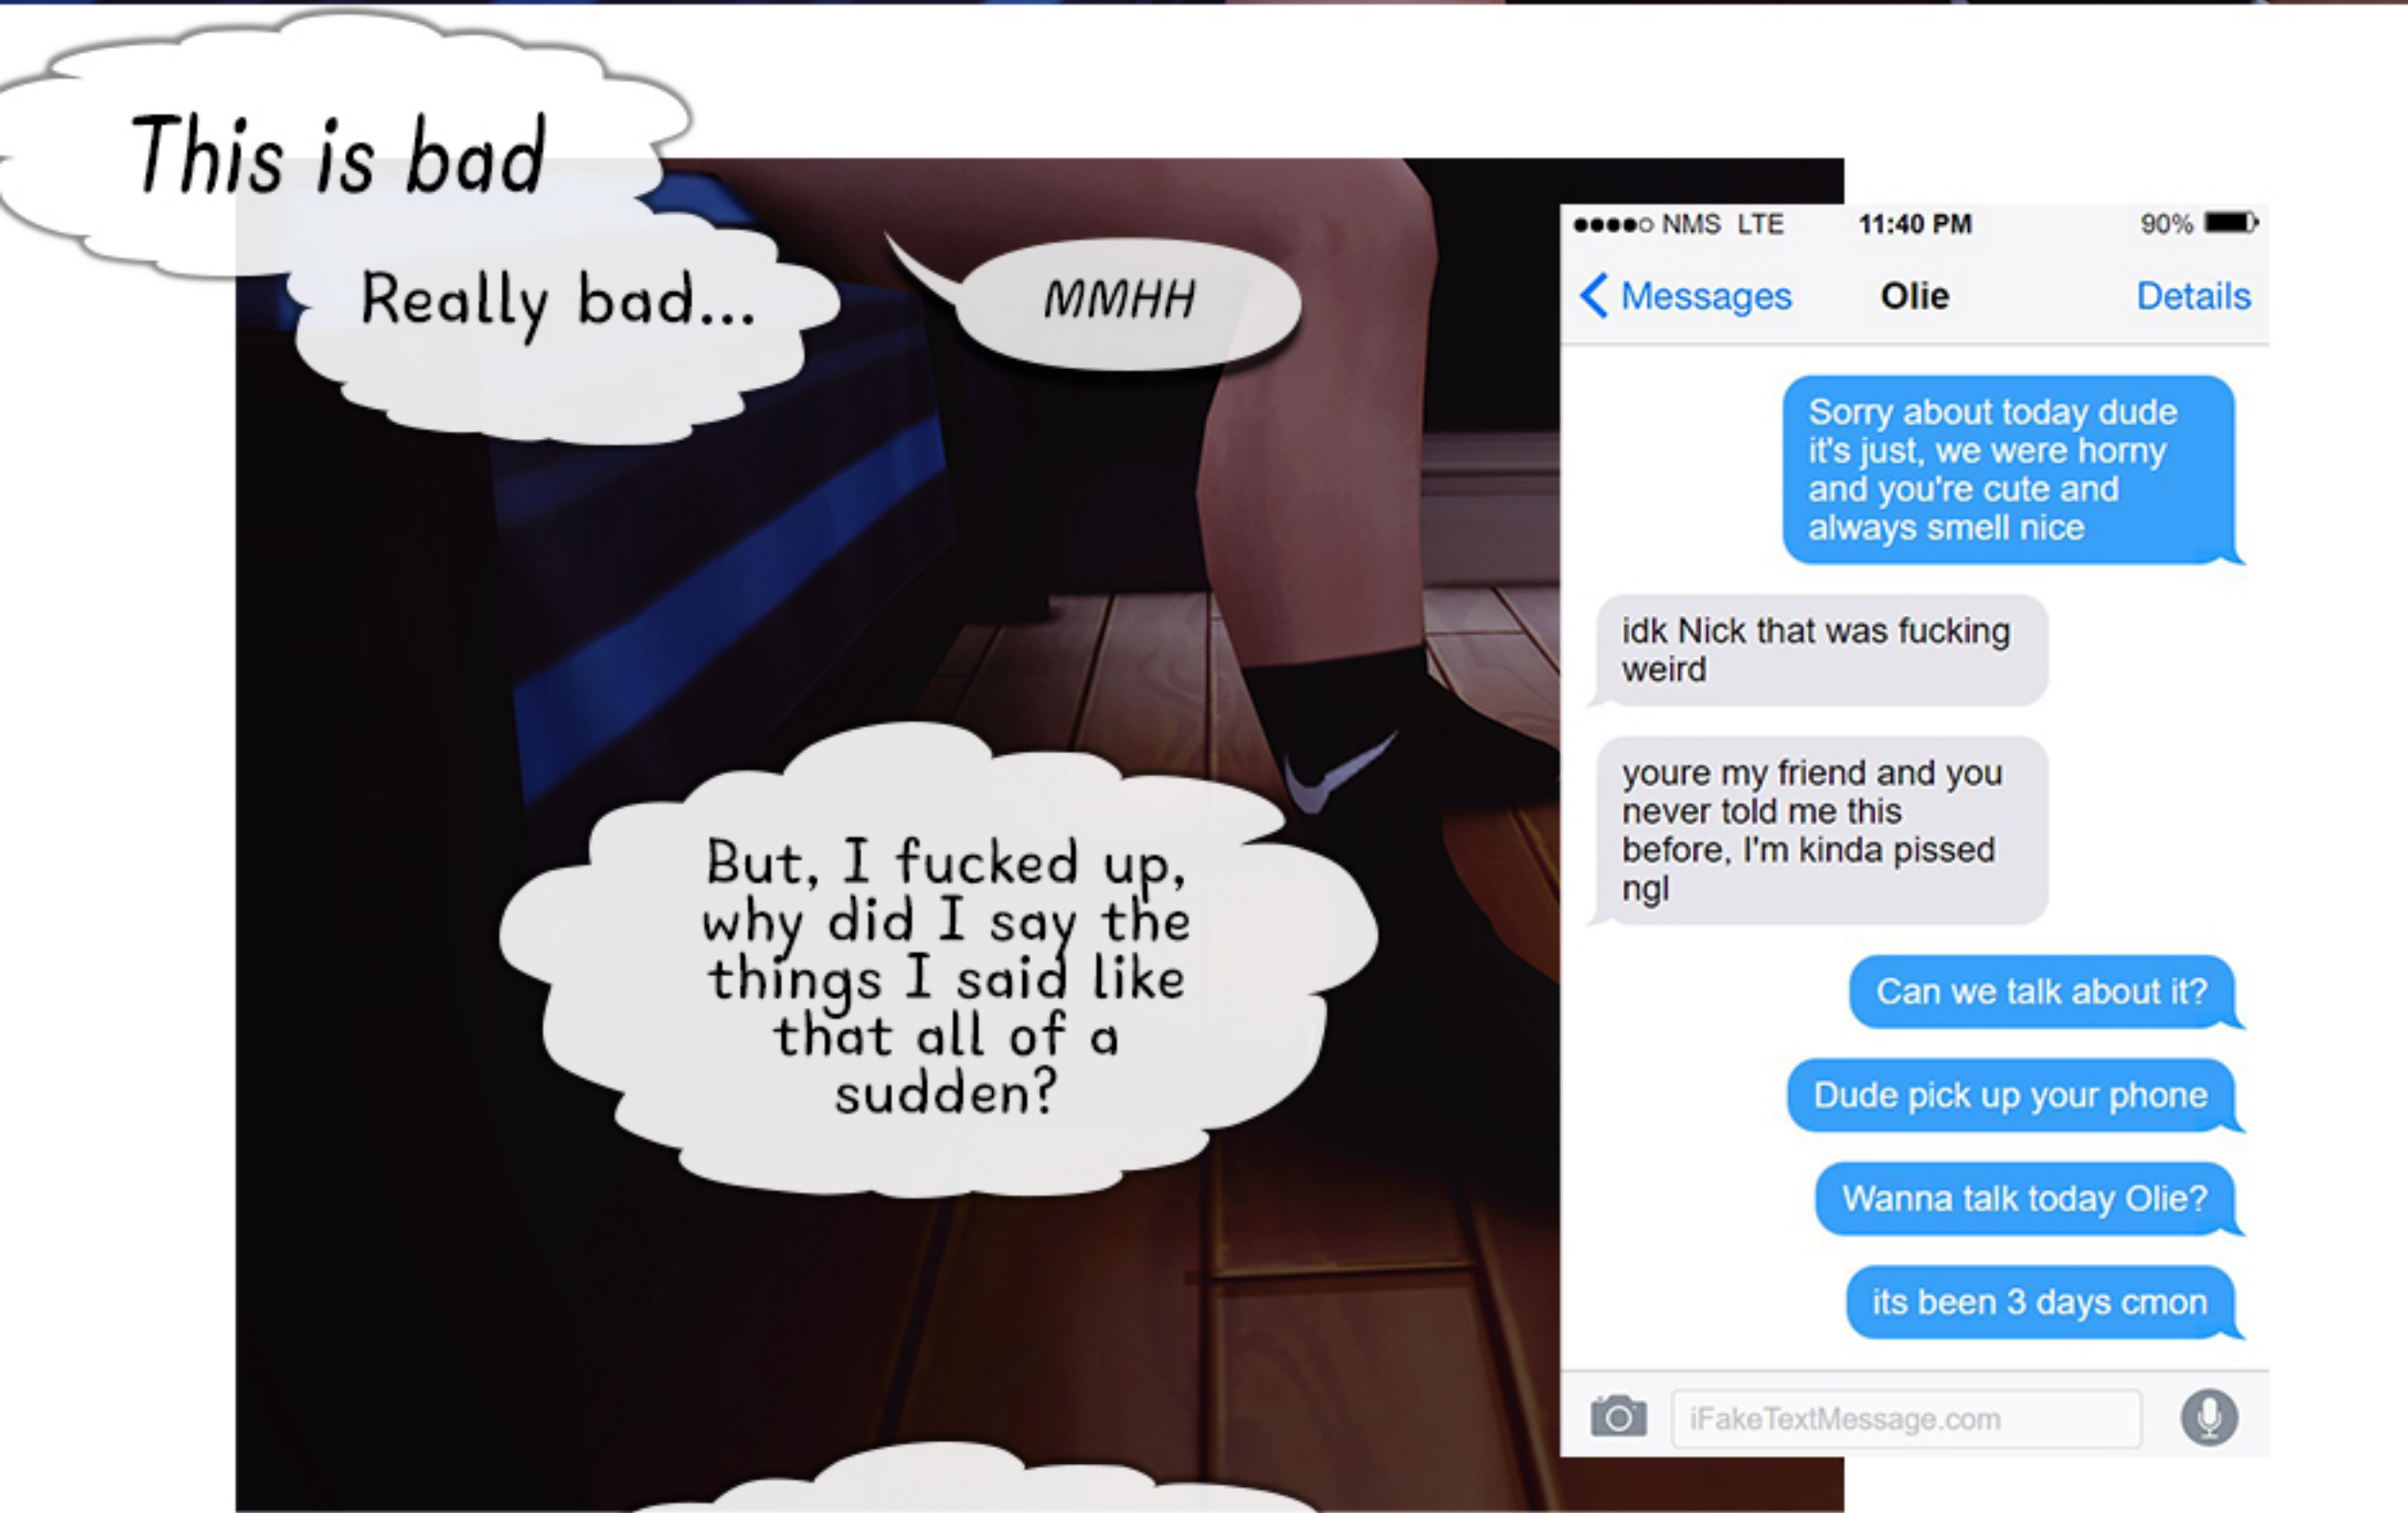 This is bad
Really bad...
MMHH
But, I fucked up,
why did I say the
things I said like
that all of a
sudden?
NMS LTE 11:40 PM 90%
Messages Olie Details
Sorry about today dude
it's just, we were horny
and you're cute and
always smell nice
idk Nick that was fucking
weird
youre my friend and you
never told me this
before, I'm kinda pissed
ngl
Can we talk about it?
Dude pick up your phone
Wanna talk today Olie?
its been 3 days cmon
iFakeTextMessage.com